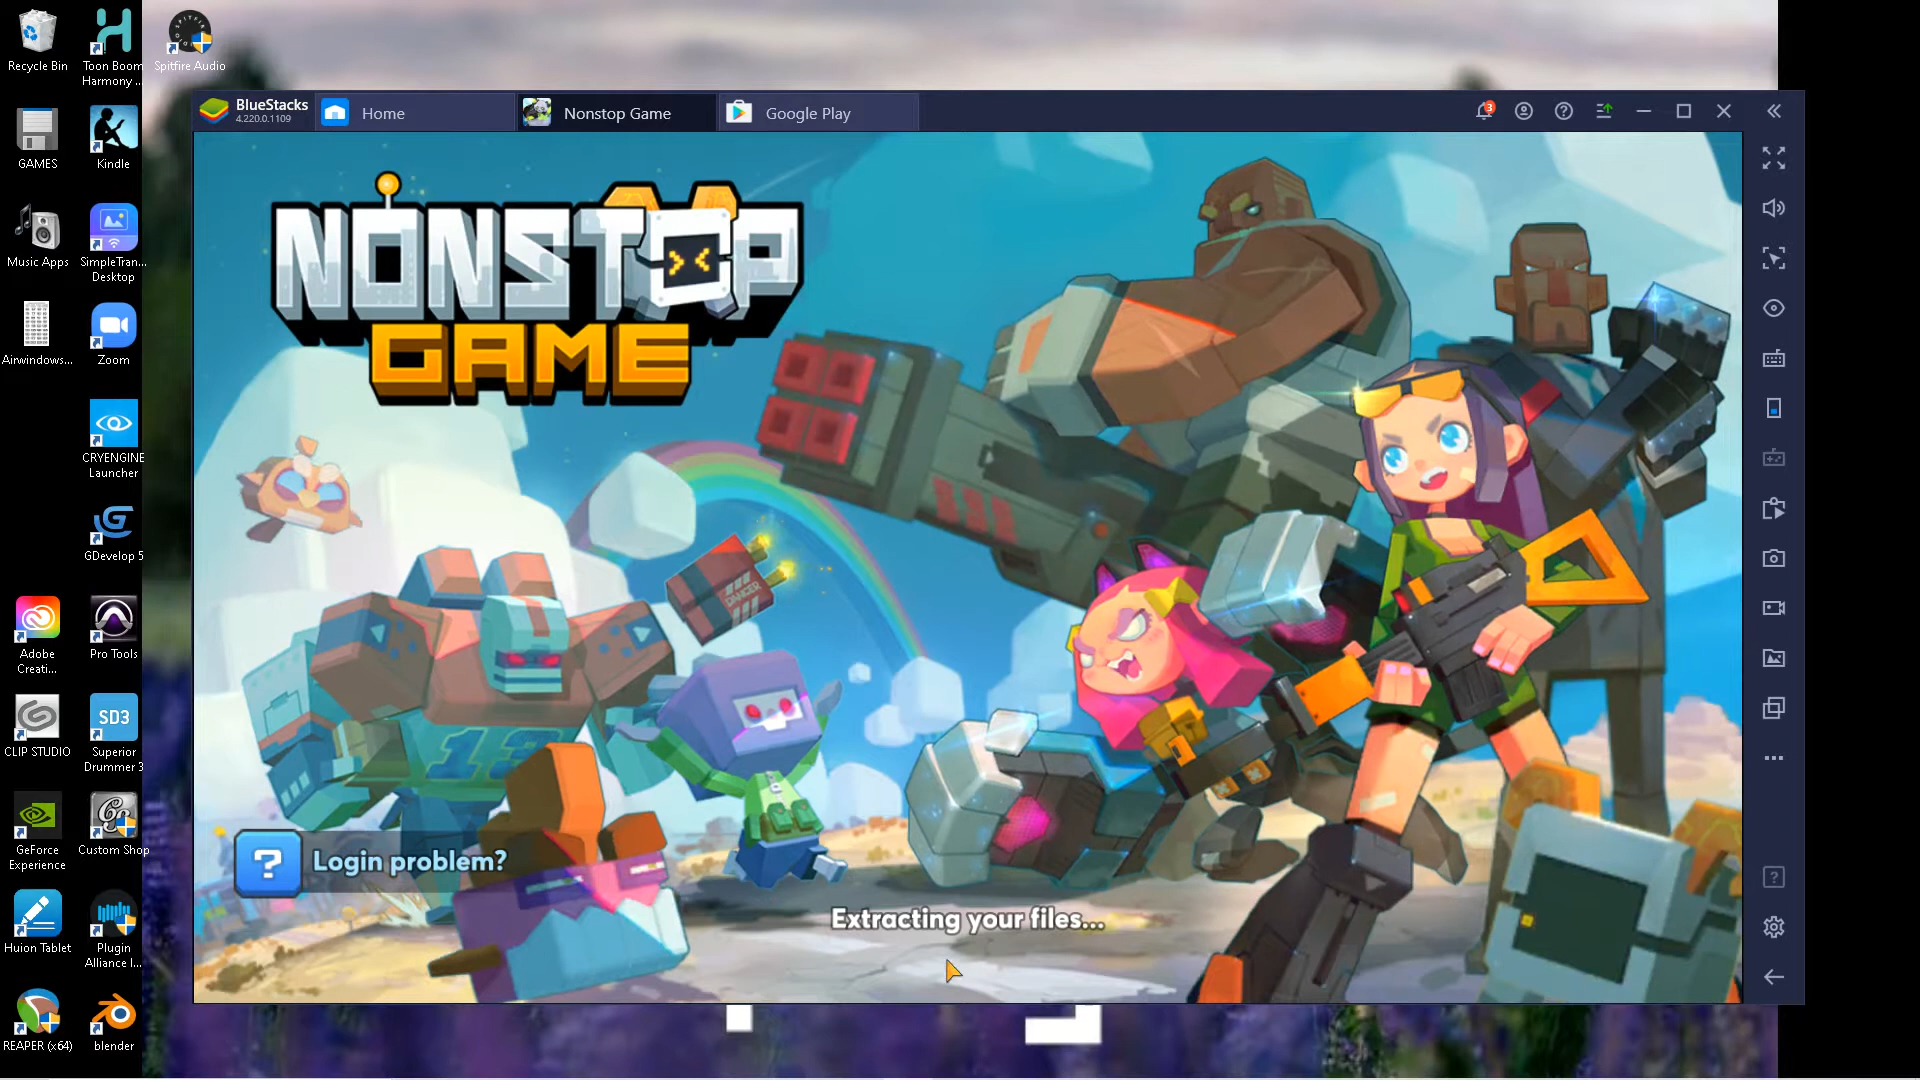 Recycle Bin
Toon Boom
Harmony ...
Spitfire Audio
GAMES
Kindle
Music Apps
SimpleTran...
Desktop
Airwindows...
Zoom
CRYENGINE
Launcher
GDevelop 5
Adobe
Creati...
Pro Tools
CLIP STUDIO
SD3
Superior
Drummer 3
GeForce
Experience
Custom Shop
Huion Tablet
Plugin
Alliance I...
REAPER (x64)
blender
BlueStacks
4.220.0.1109
Home
Nonstop Game
Google Play
3
NONSTOP
GAME
DANGER
13
? Login problem?
Extracting your files...